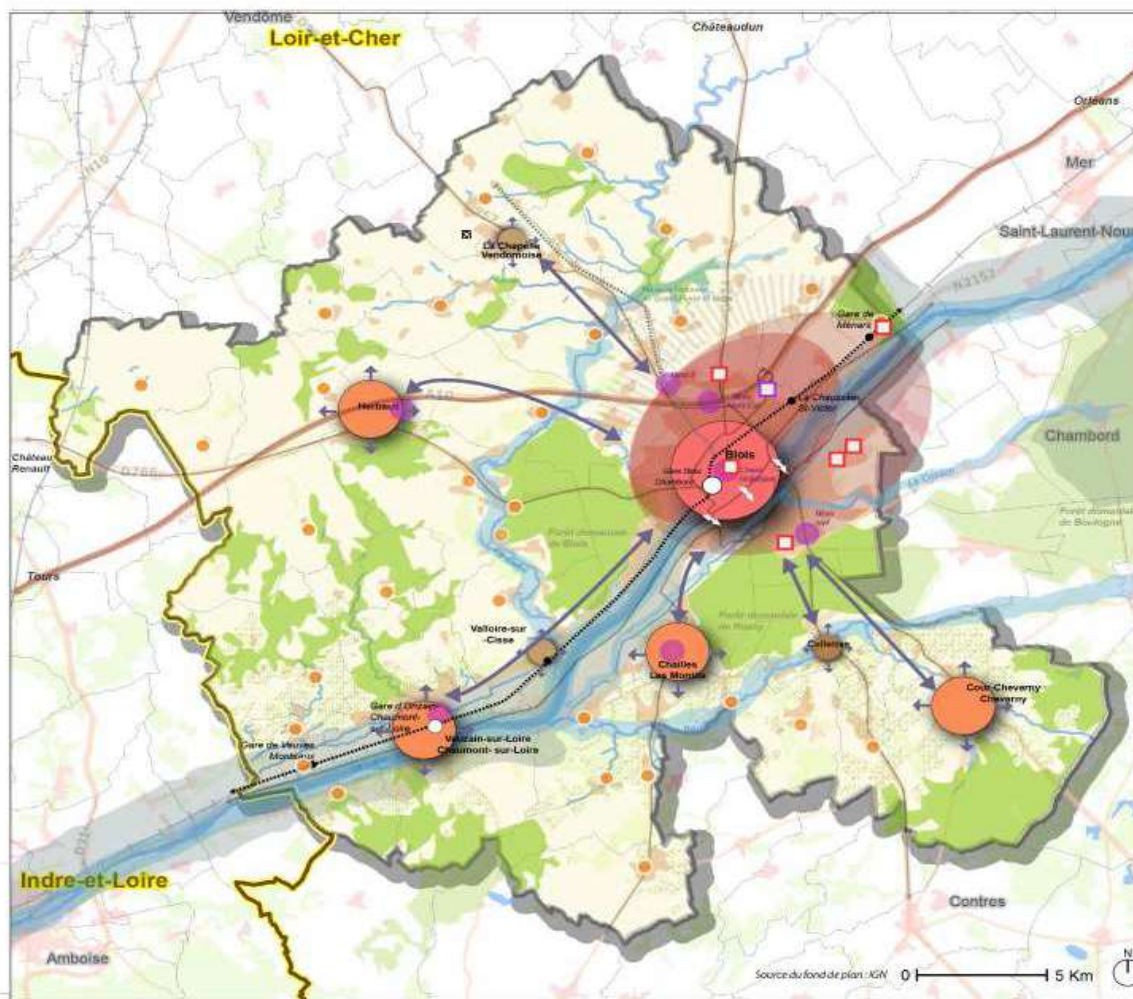 Vendôme
Loir-et-Cher
Châteaudun
Orléans
N10
Mer
Saint-Laurent-Nou
N2152
La Chapelle
Vendomoise
Gare de
Ménars
La Chaussée
St-Victor
Herbault
Blois
Chambord
D766
Château
Renault
Forêt domaniale
de Blois
Forêt domaniale
de Boulogne
Tours
Forêt domaniale
de Russy
Valloire-sur
-Cisse
Cellettes
Chailles
Les Montils
Cour-Cheverny
Cheverny
Gare d'Onzain
Chaumont-
sur-Loire
Veuzain-sur-Loire
Chaumont- sur-Loire
Gare de Veuves
Monteaux
Indre-et-Loire
Contres
Amboise
Source du fond de plan : IGN
0
5 Km
N